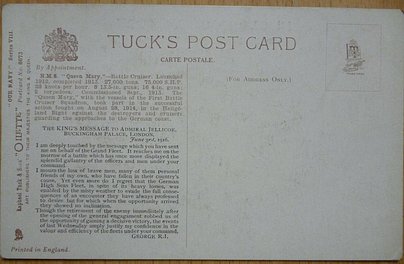 TUCK'S POST CARD
CARTE POSTALE.
(FOR ADDRESS ONLY.)
By Appointment.
H.M.S. "Queen Mary."—Battle Cruiser. Launched
1912, completed 1913. 27,000 tons. 75,000 S.H.P.
28 knots per hour. 8 13.5-in. guns; 16 4-in. guns;
torpedoes. Commissioned Sept., 1913. The
"Queen Mary," with the vessels of the First Battle
Cruiser Squadron, took part in the successful
action fought on August 28, 1914, in the Heligo-
land Bight against the destroyers and cruisers
guarding the approaches to the German coast.
THE KING'S MESSAGE TO ADMIRAL JELLICOE.
BUCKINGHAM PALACE, LONDON,
June 3rd, 1916.
I am deeply touched by the message which you have sent
me on behalf of the Grand Fleet. It reaches me on the
morrow of a battle which has once more displayed the
splendid gallantry of the officers and men under your
command.
I mourn the loss of brave men, many of them personal
friends of my own, who have fallen in their country's
cause. Yet even more do I regret that the German
High Seas Fleet, in spite of its heavy losses, was
enabled by the misty weather to evade the full conse-
quences of an encounter they have always professed
to desire, but for which when the opportunity arrived
they showed no inclination.
Though the retirement of the enemy immediately after
the opening of the general engagement robbed us of
the opportunity of gaining a decisive victory, the events
of last Wednesday amply justify my confidence in the
valour and efficiency of the fleets under your command.
GEORGE R.I.
Printed in England.
"OUR NAVY." Series VIII.
Raphael Tuck & Sons' "OILETTE" Postcard No. 8673